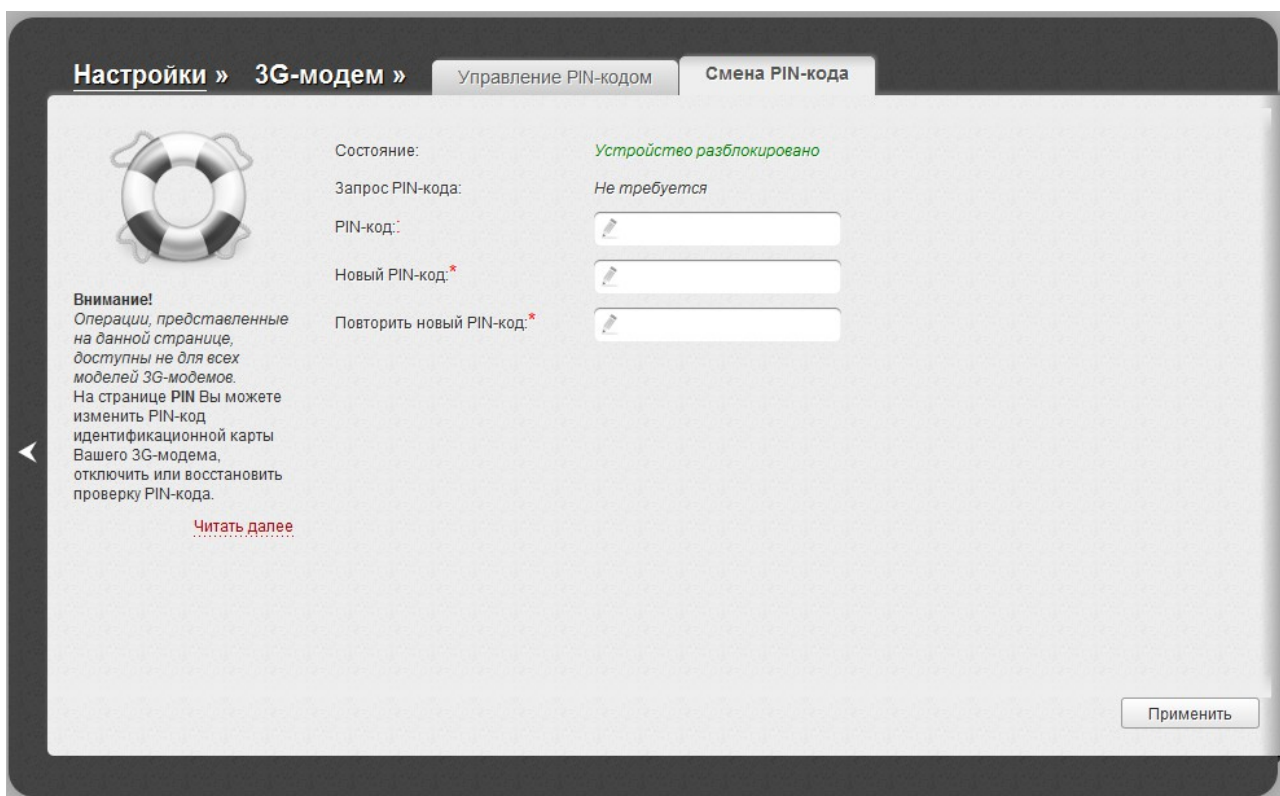 Настройки » 3G-модем » Управление PIN-кодом Смена PIN-кода
Состояние: Устройство разблокировано
Запрос PIN-кода: Не требуется
PIN-код::
Новый PIN-код:*
Повторить новый PIN-код:*
Внимание!
Операции, представленные
на данной странице,
доступны не для всех
моделей 3G-модемов.
На странице PIN Вы можете
изменить PIN-код
идентификационной карты
Вашего 3G-модема,
отключить или восстановить
проверку PIN-кода.
Читать далее
Применить